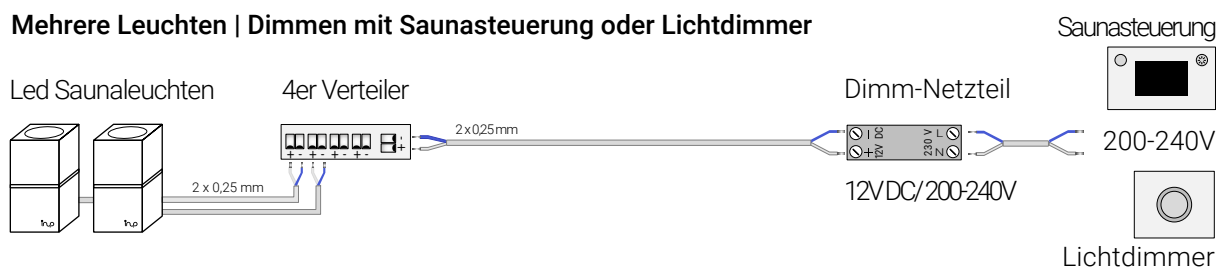 Mehrere Leuchten | Dimmen mit Saunasteuerung oder Lichtdimmer
Saunasteuerung
Led Saunaleuchten
4er Verteiler
Dimm-Netzteil
2 x 0,25 mm
- +
+ - + - + - + -
- +
12V DC
230 V
L N
200-240V
2 x 0,25 mm
12V DC/ 200-240V
Lichtdimmer